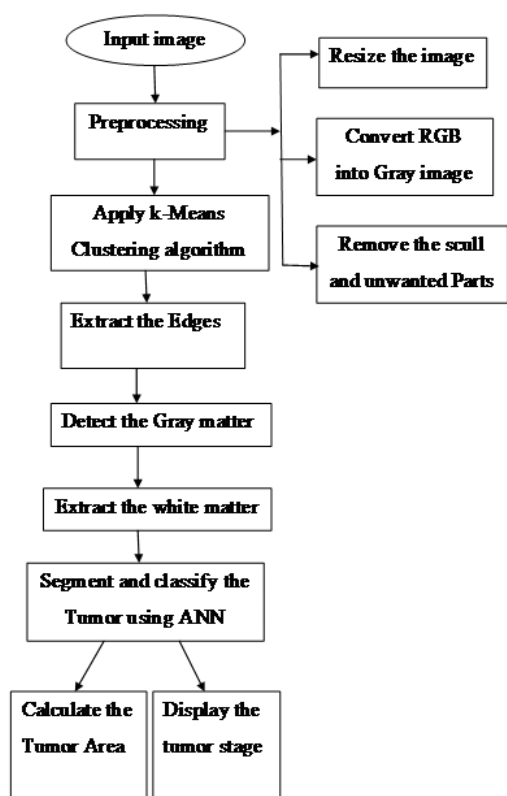 Input image
Preprocessing
Resize the image
Convert RGB
into Gray image
Remove the scull
and unwanted Parts
Apply k-Means
Clustering algorithm
Extract the Edges
Detect the Gray matter
Extract the white matter
Segment and classify the
Tumor using ANN
Calculate the
Tumor Area
Display the
tumor stage